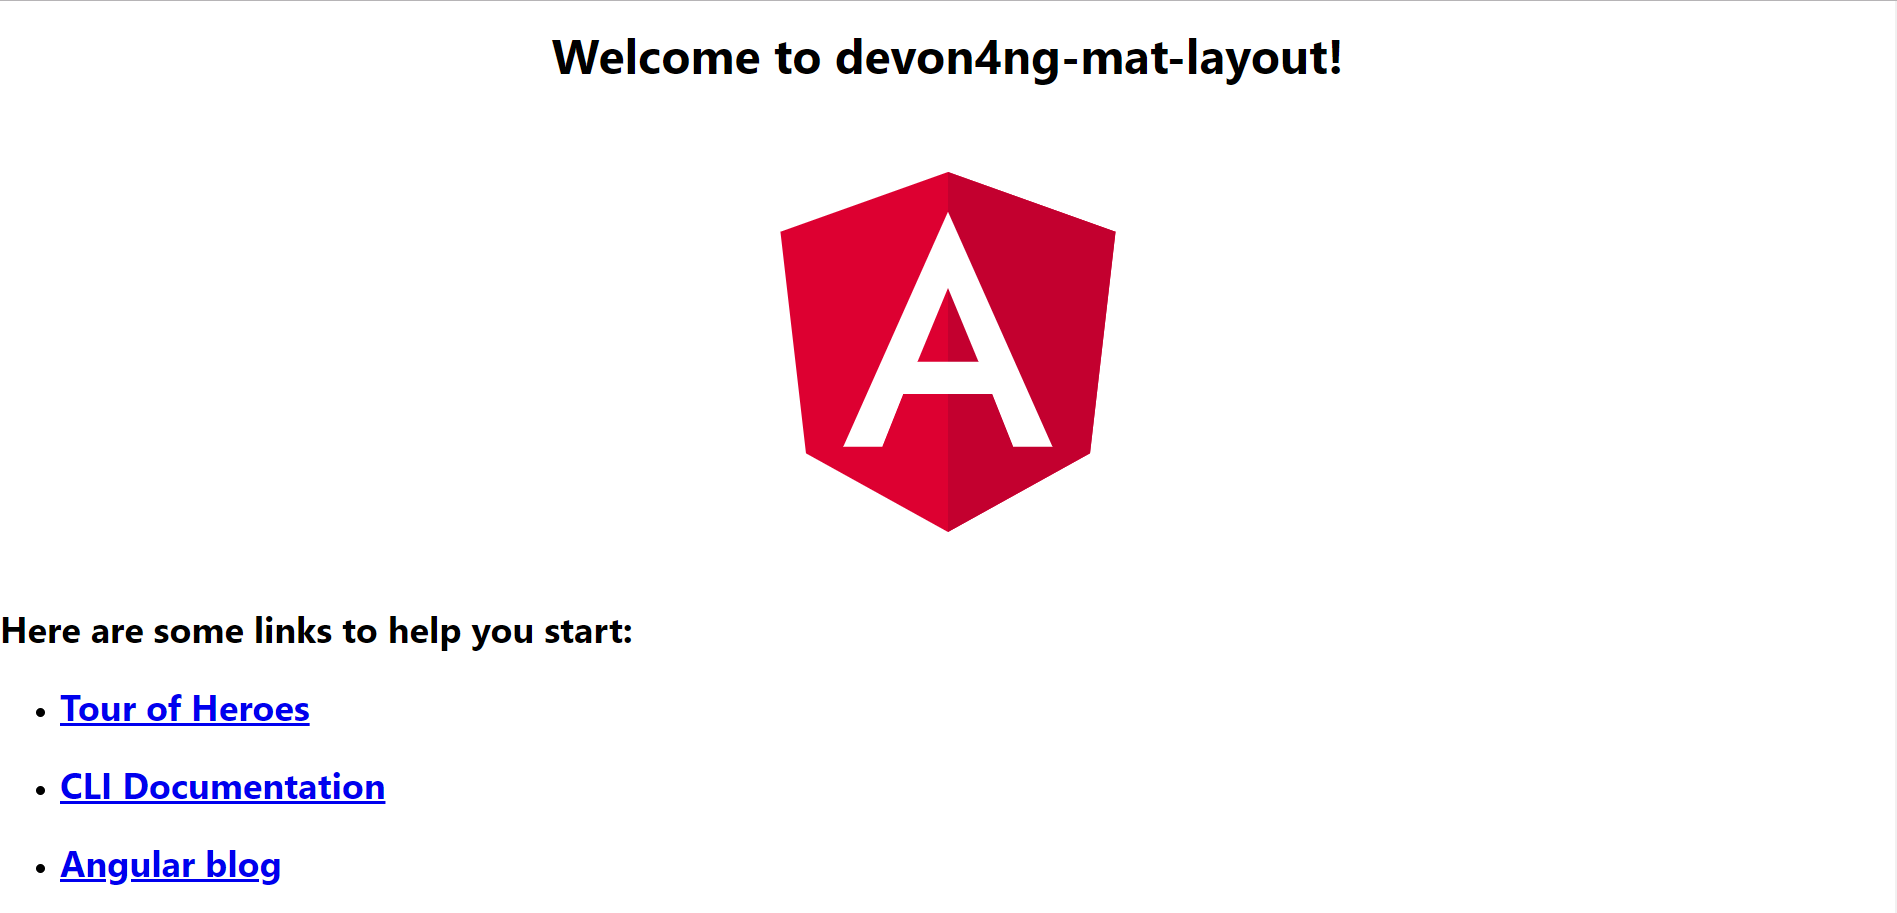 Welcome to devon4ng-mat-layout!
A
Here are some links to help you start:
Tour of Heroes
CLI Documentation
Angular blog